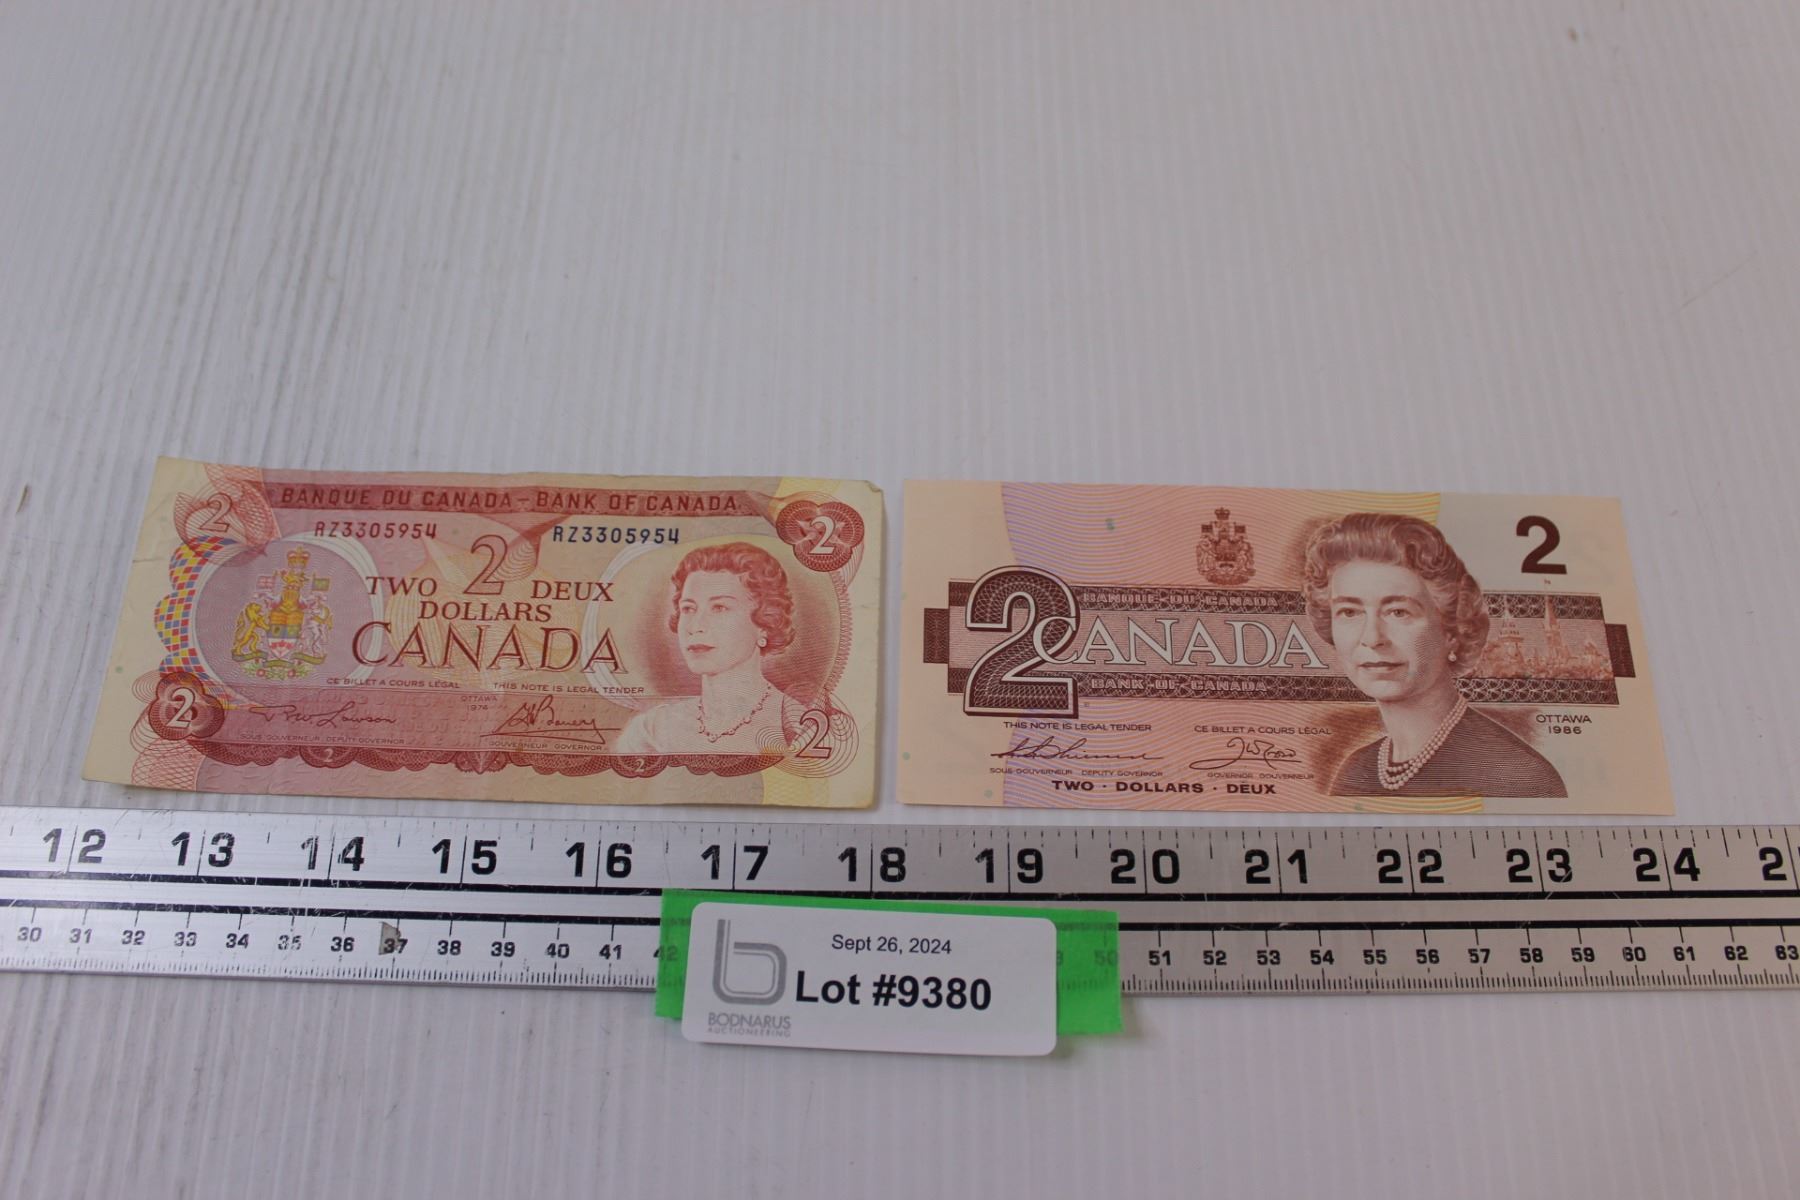 2
BANQUE DU CANADA - BANK OF CANADA
2
RZ3305954
RZ3305954
TWO 2 DEUX
DOLLARS
CANADA
CE BILLET A COURS LÉGAL THIS NOTE IS LEGAL TENDER
OTTAWA
1974
SOUS-GOUVERNEUR DEPUTY GOVERNOR
GOUVERNEUR GOVERNOR
2
2
2
2
2
BANQUE · DU · CANADA
2 CANADA
BANK · OF · CANADA
THIS NOTE IS LEGAL TENDER
CE BILLET A COURS LÉGAL
OTTAWA
1986
SOUS-GOUVERNEUR DEPUTY GOVERNOR
GOVERNOR GOUVERNEUR
TWO · DOLLARS · DEUX
12 13 14 15 16 17 18 19 20 21 22 23 24
30 31 32 33 34 35 36 37 38 39 40 41 42 50 51 52 53 54 55 56 57 58 59 60 61 62 63
Sept 26, 2024
Lot #9380
b
BODNARUS
AUCTIONEERING